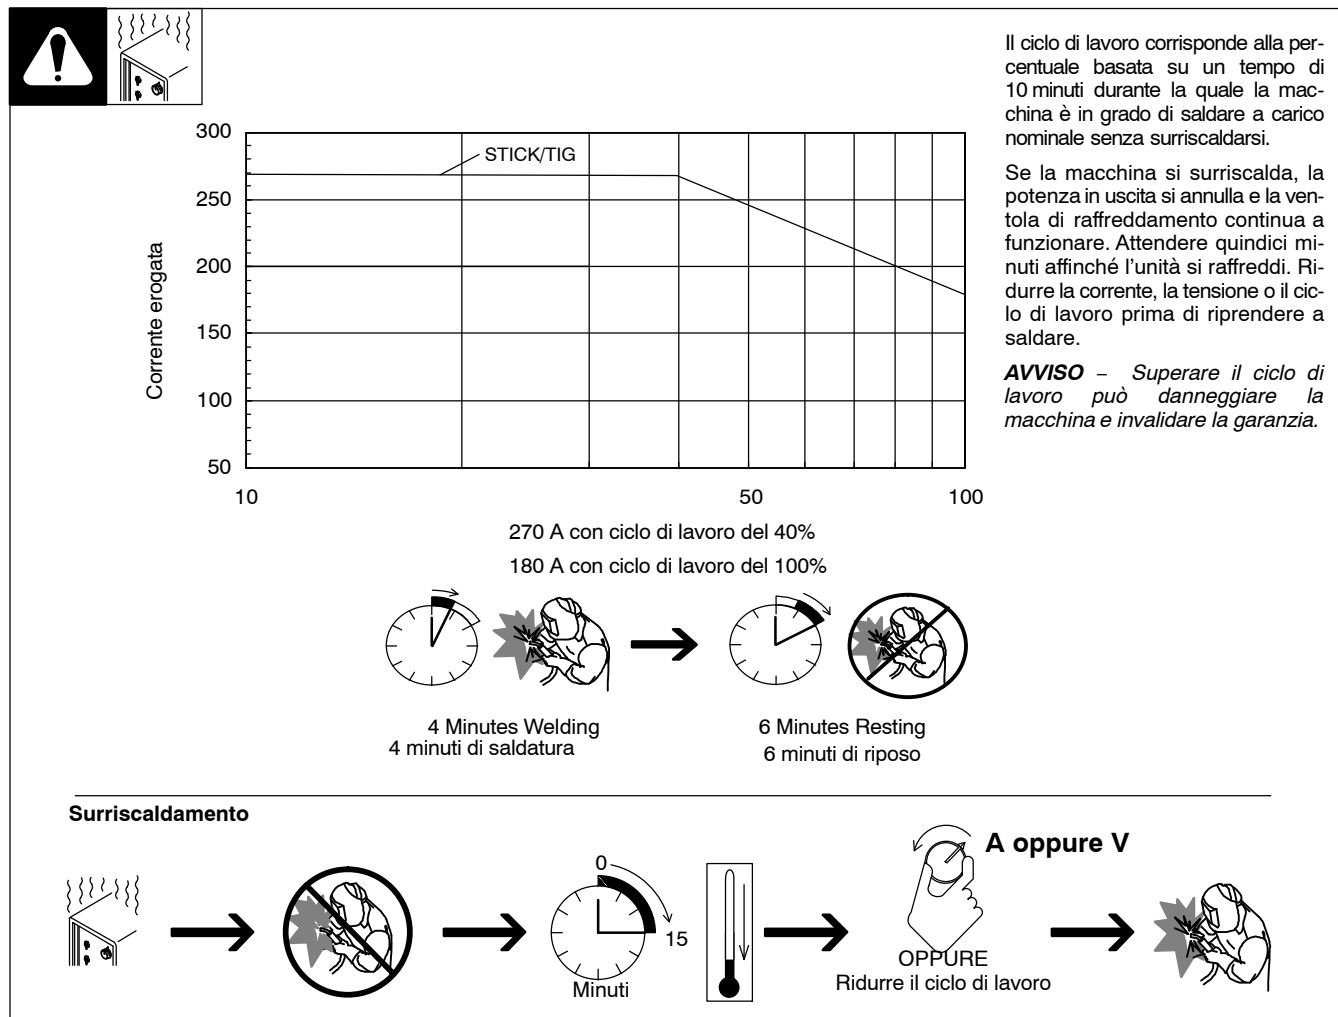 Il ciclo di lavoro corrisponde alla per-
centuale basata su un tempo di
10 minuti durante la quale la mac-
china è in grado di saldare a carico
nominale senza surriscaldarsi.
Se la macchina si surriscalda, la
potenza in uscita si annulla e la ven-
tola di raffreddamento continua a
funzionare. Attendere quindici mi-
nuti affinché l'unità si raffreddi. Ri-
durre la corrente, la tensione o il cic-
lo di lavoro prima di riprendere a
saldare.
AVVISO – Superare il ciclo di
lavoro può danneggiare la
macchina e invalidare la garanzia.
300
250
200
150
100
50
Corrente erogata
STICK/TIG
10 50 100
270 A con ciclo di lavoro del 40%
180 A con ciclo di lavoro del 100%
4 Minutes Welding
4 minuti di saldatura
6 Minutes Resting
6 minuti di riposo
Surriscaldamento
0
15
Minuti
A oppure V
OPPURE
Ridurre il ciclo di lavoro